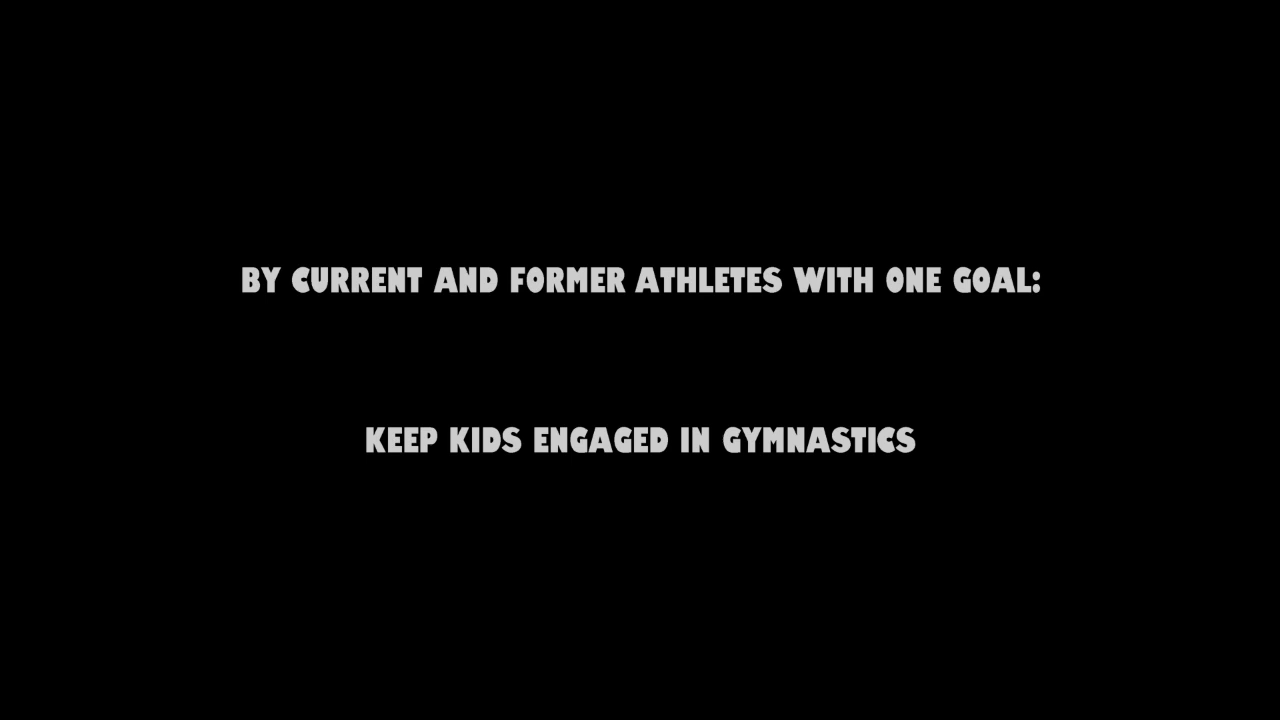 BY CURRENT AND FORMER ATHLETES WITH ONE GOAL:
KEEP KIDS ENGAGED IN GYMNASTICS